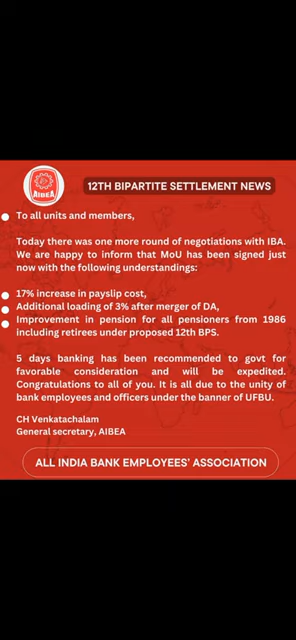 AIBEA
12TH BIPARTITE SETTLEMENT NEWS
To all units and members,
Today there was one more round of negotiations with IBA.
We are happy to inform that MoU has been signed just
now with the following understandings:
17% increase in payslip cost,
Additional loading of 3% after merger of DA,
Improvement in pension for all pensioners from 1986
including retirees under proposed 12th BPS.
5 days banking has been recommended to govt for
favorable consideration and will be expedited.
Congratulations to all of you. It is all due to the unity of
bank employees and officers under the banner of UFBU.
CH Venkatachalam
General secretary, AIBEA
ALL INDIA BANK EMPLOYEES' ASSOCIATION